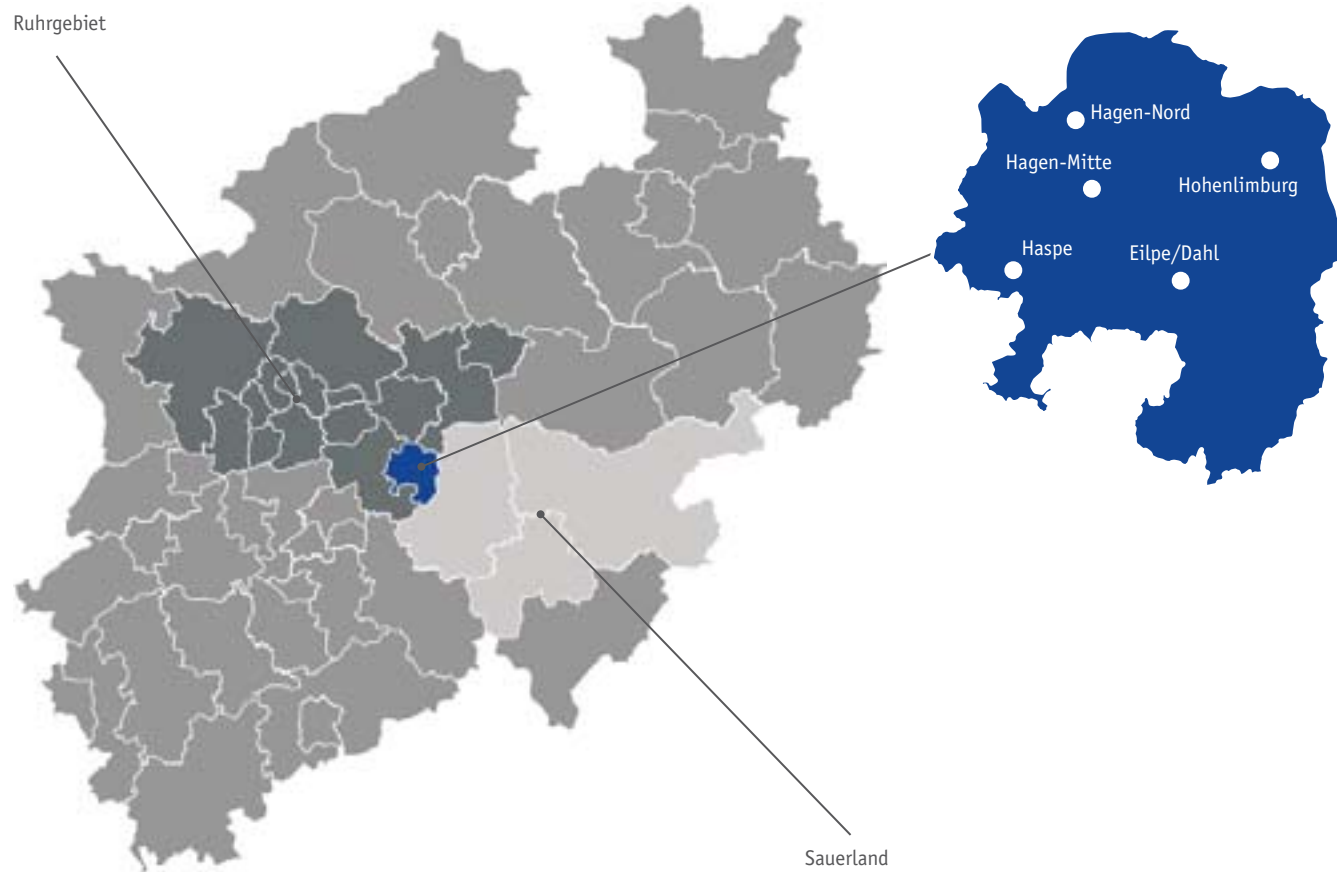 Ruhrgebiet
Hagen-Nord
Hagen-Mitte
Hohenlimburg
Haspe
Eilpe/Dahl
Sauerland